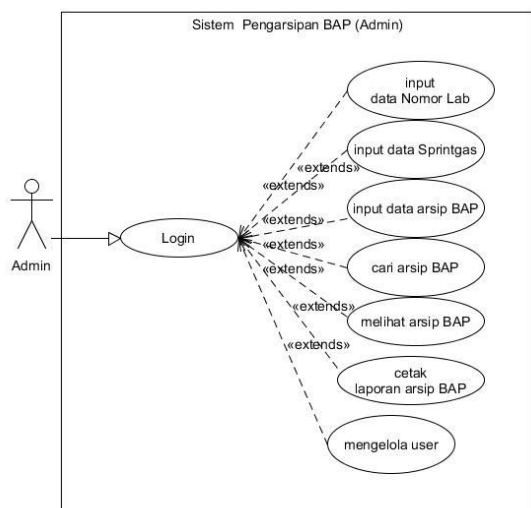 Sistem Pengarsipan BAP (Admin)
input
data Nomor Lab
input data Sprintgas
«extends»
«extends»
input data arsip BAP
«extends»
Admin
Login
«extends»
cari arsip BAP
«extends»
melihat arsip BAP
«extends»
«extends»
cetak
laporan arsip BAP
mengelola user